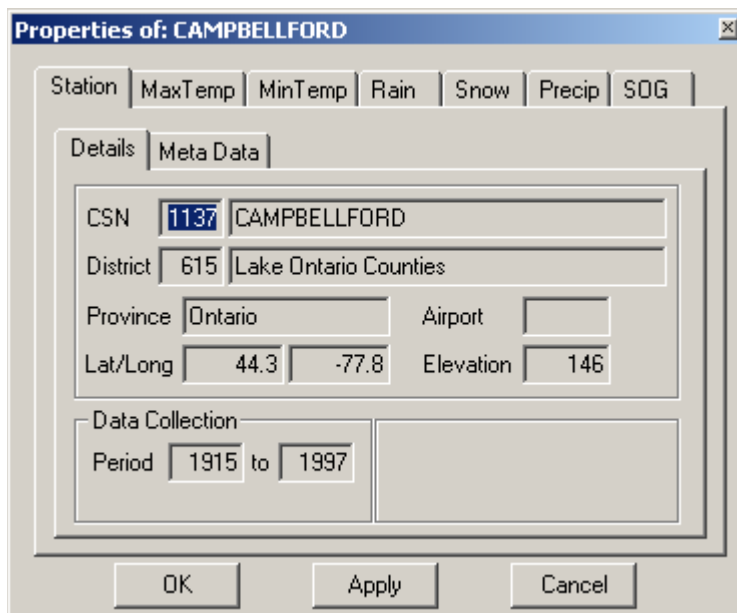 Properties of: CAMPBELLFORD
Station MaxTemp MinTemp Rain Snow Precip SOG
Details Meta Data
CSN 1137 CAMPBELLFORD
District 615 Lake Ontario Counties
Province Ontario Airport
Lat/Long 44.3 -77.8 Elevation 146
Data Collection
Period 1915 to 1997
OK Apply Cancel